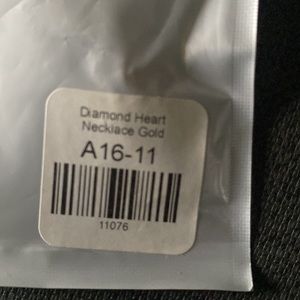 Diamond Heart
Necklace Gold
A16-11
11076